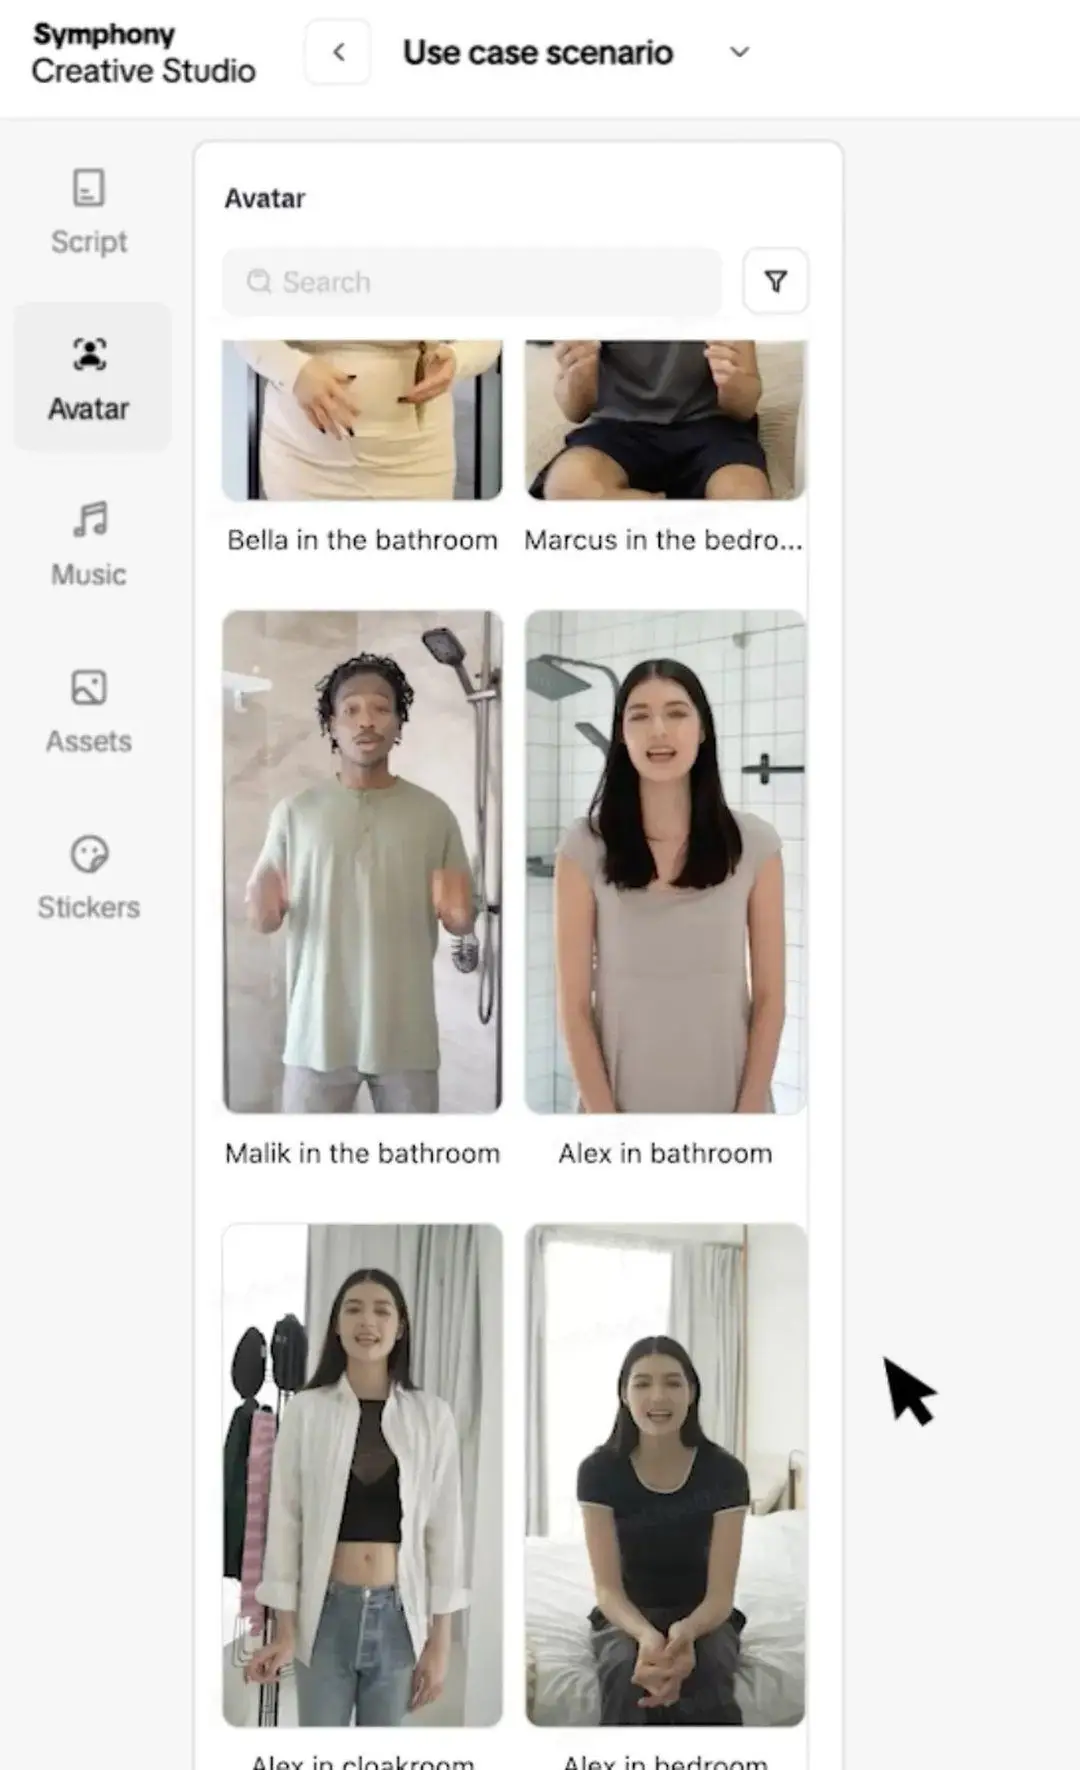 Symphony
Creative Studio
Use case scenario
Script
Avatar
Music
Assets
Stickers
Avatar
Search
Bella in the bathroom
Marcus in the bedro...
Malik in the bathroom
Alex in bathroom
Alex in cloakroom
Alex in bedroom